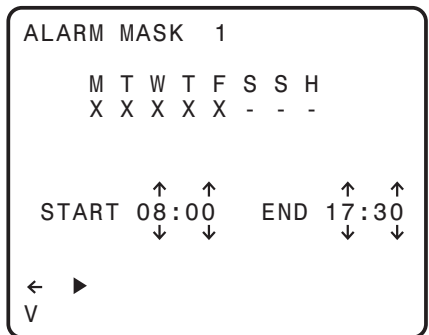 ALARM MASK 1
M T W T F S S H
X X X X X - - -
↑ ↑ ↑ ↑
START 08:00 END 17:30
↓ ↓ ↓ ↓
← ▶
V